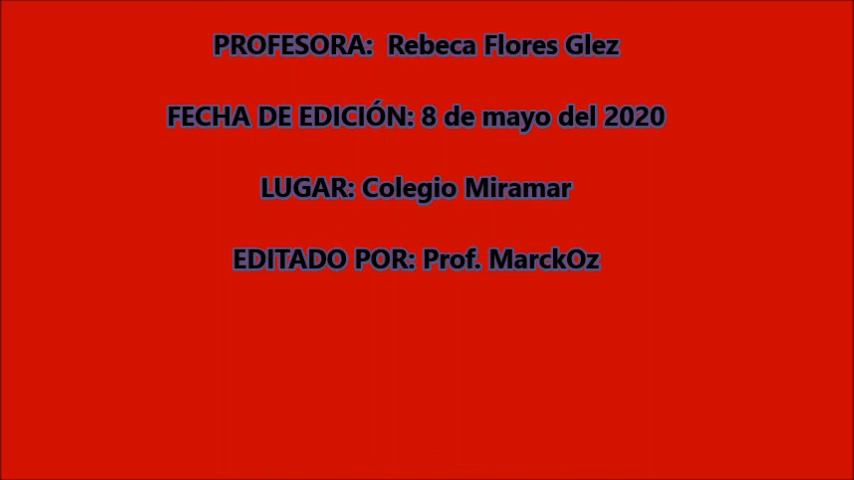 PROFESORA:  Rebeca Flores Glez
FECHA DE EDICIÓN: 8 de mayo del 2020
LUGAR: Colegio Miramar
EDITADO POR: Prof. MarckOz